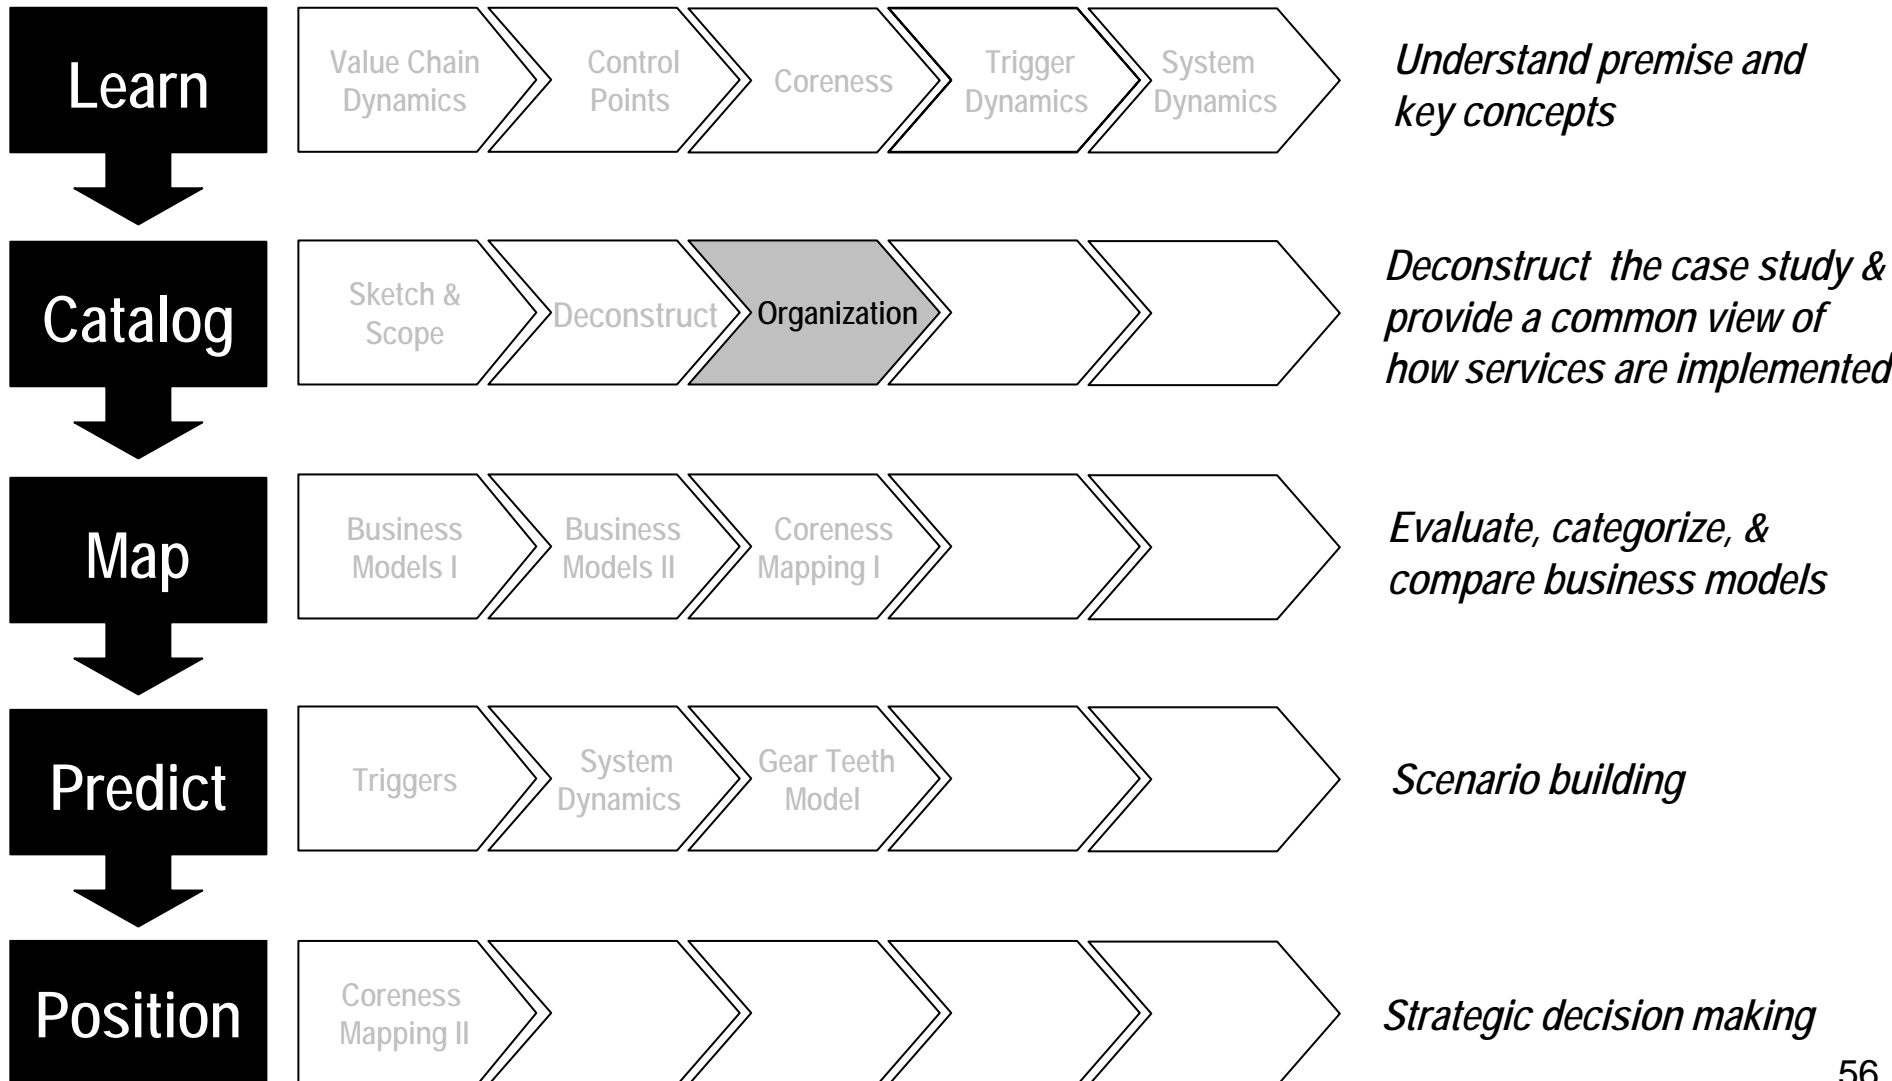 Learn
Value Chain
Dynamics
Control
Points
Coreness
Trigger
Dynamics
System
Dynamics
Understand premise and
key concepts
Catalog
Sketch &
Scope
Deconstruct
Organization
Deconstruct the case study &
provide a common view of
how services are implemented
Map
Business
Models I
Business
Models II
Coreness
Mapping I
Evaluate, categorize, &
compare business models
Predict
Triggers
System
Dynamics
Gear Teeth
Model
Scenario building
Position
Coreness
Mapping II
Strategic decision making
56